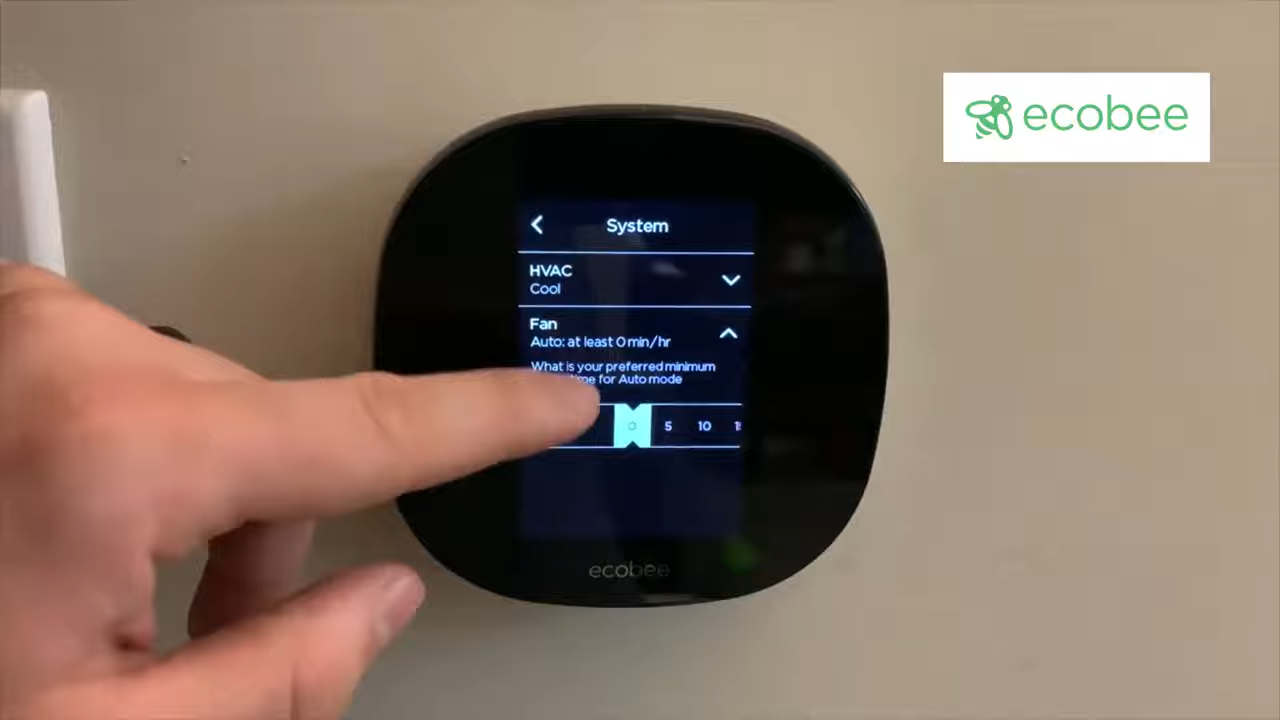 ecobee
System
HVAC
Cool
Fan
Auto: at least 0 min/hr
What is your preferred minimum
for Auto mode
0 5 10
ecobee